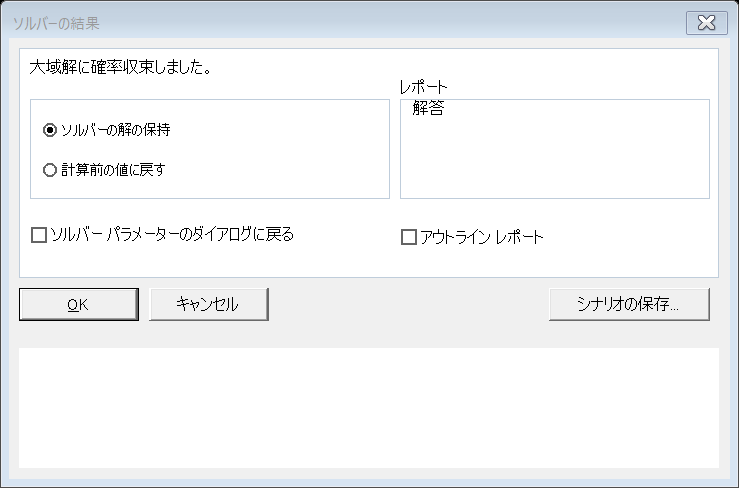 ソルバーの結果
大域解に確率収束しました。
レポート
解答
ソルバーの解の保持
計算前の値に戻す
ソルバー パラメーターのダイアログに戻る
アウトライン レポート
OK
キャンセル
シナリオの保存...